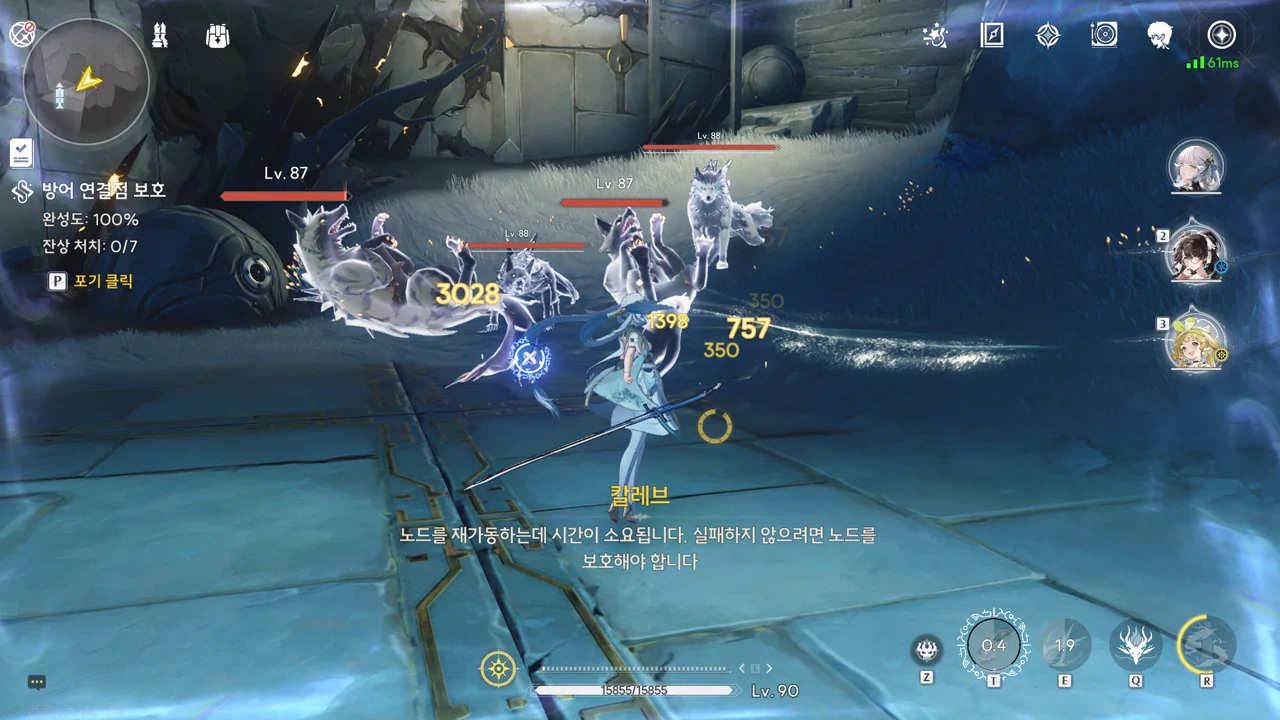 61ms
Lv. 88
Lv. 87
Lv. 87
방어 연결점 보호
완성도: 100%
잔상 처치: 0/7
P 포기 클릭
Lv. 88
2
3028
350
1398
757
350
3
칼레브
노드를 재가동하는데 시간이 소요됩니다. 실패하지 않으려면 노드를
보호해야 합니다
0.4
1.9
Z
T
E
Q
R
15855/15855
Lv. 90